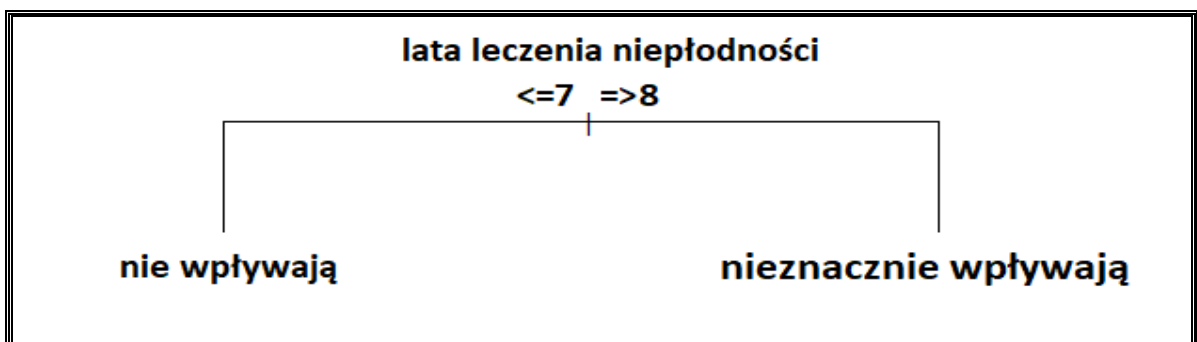 lata leczenia niepłodności
<=7 =>8
nie wpływają
nieznacznie wpływają